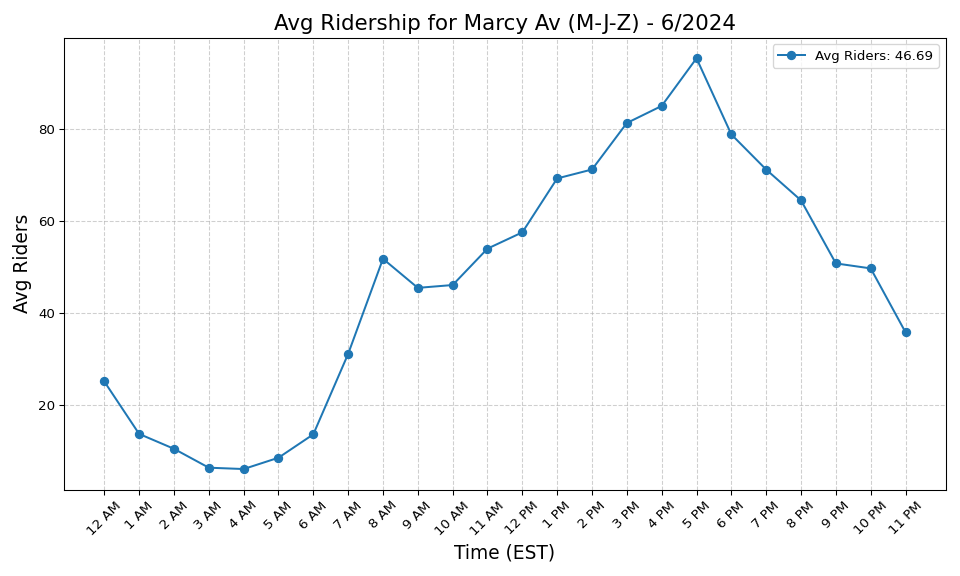 Avg Ridership for Marcy Av (M-J-Z) - 6/2024
Avg Riders: 46.69
Avg Riders
80
60
40
20
12 AM
1 AM
2 AM
3 AM
4 AM
5 AM
6 AM
7 AM
8 AM
9 AM
10 AM
11 AM
12 PM
1 PM
2 PM
3 PM
4 PM
5 PM
6 PM
7 PM
8 PM
9 PM
10 PM
11 PM
Time (EST)